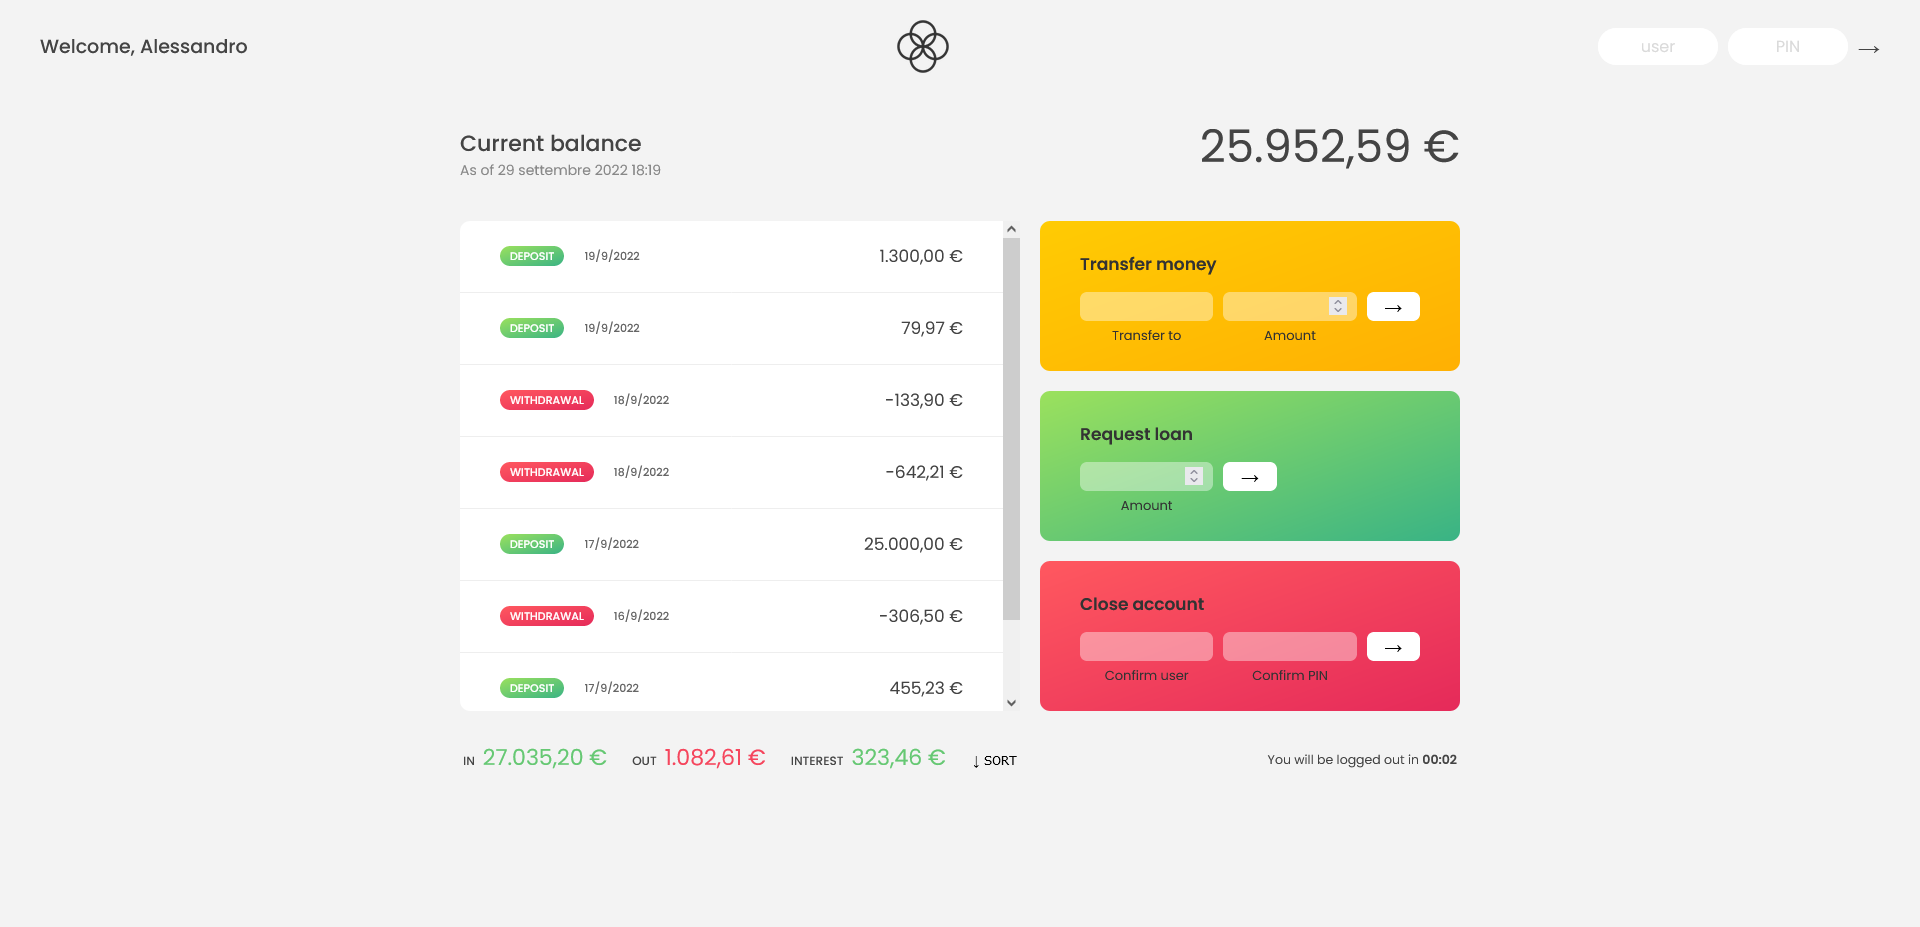 Welcome, Alessandro
user PIN →
Current balance
As of 29 settembre 2022 18:19
25.952,59 €
DEPOSIT 19/9/2022 1.300,00 €
DEPOSIT 19/9/2022 79,97 €
WITHDRAWAL 18/9/2022 -133,90 €
WITHDRAWAL 18/9/2022 -642,21 €
DEPOSIT 17/9/2022 25.000,00 €
WITHDRAWAL 16/9/2022 -306,50 €
DEPOSIT 17/9/2022 455,23 €
Transfer money
→
Transfer to Amount
Request loan
→
Amount
Close account
→
Confirm user Confirm PIN
IN 27.035,20 € OUT 1.082,61 € INTEREST 323,46 € ↓ SORT
You will be logged out in 00:02